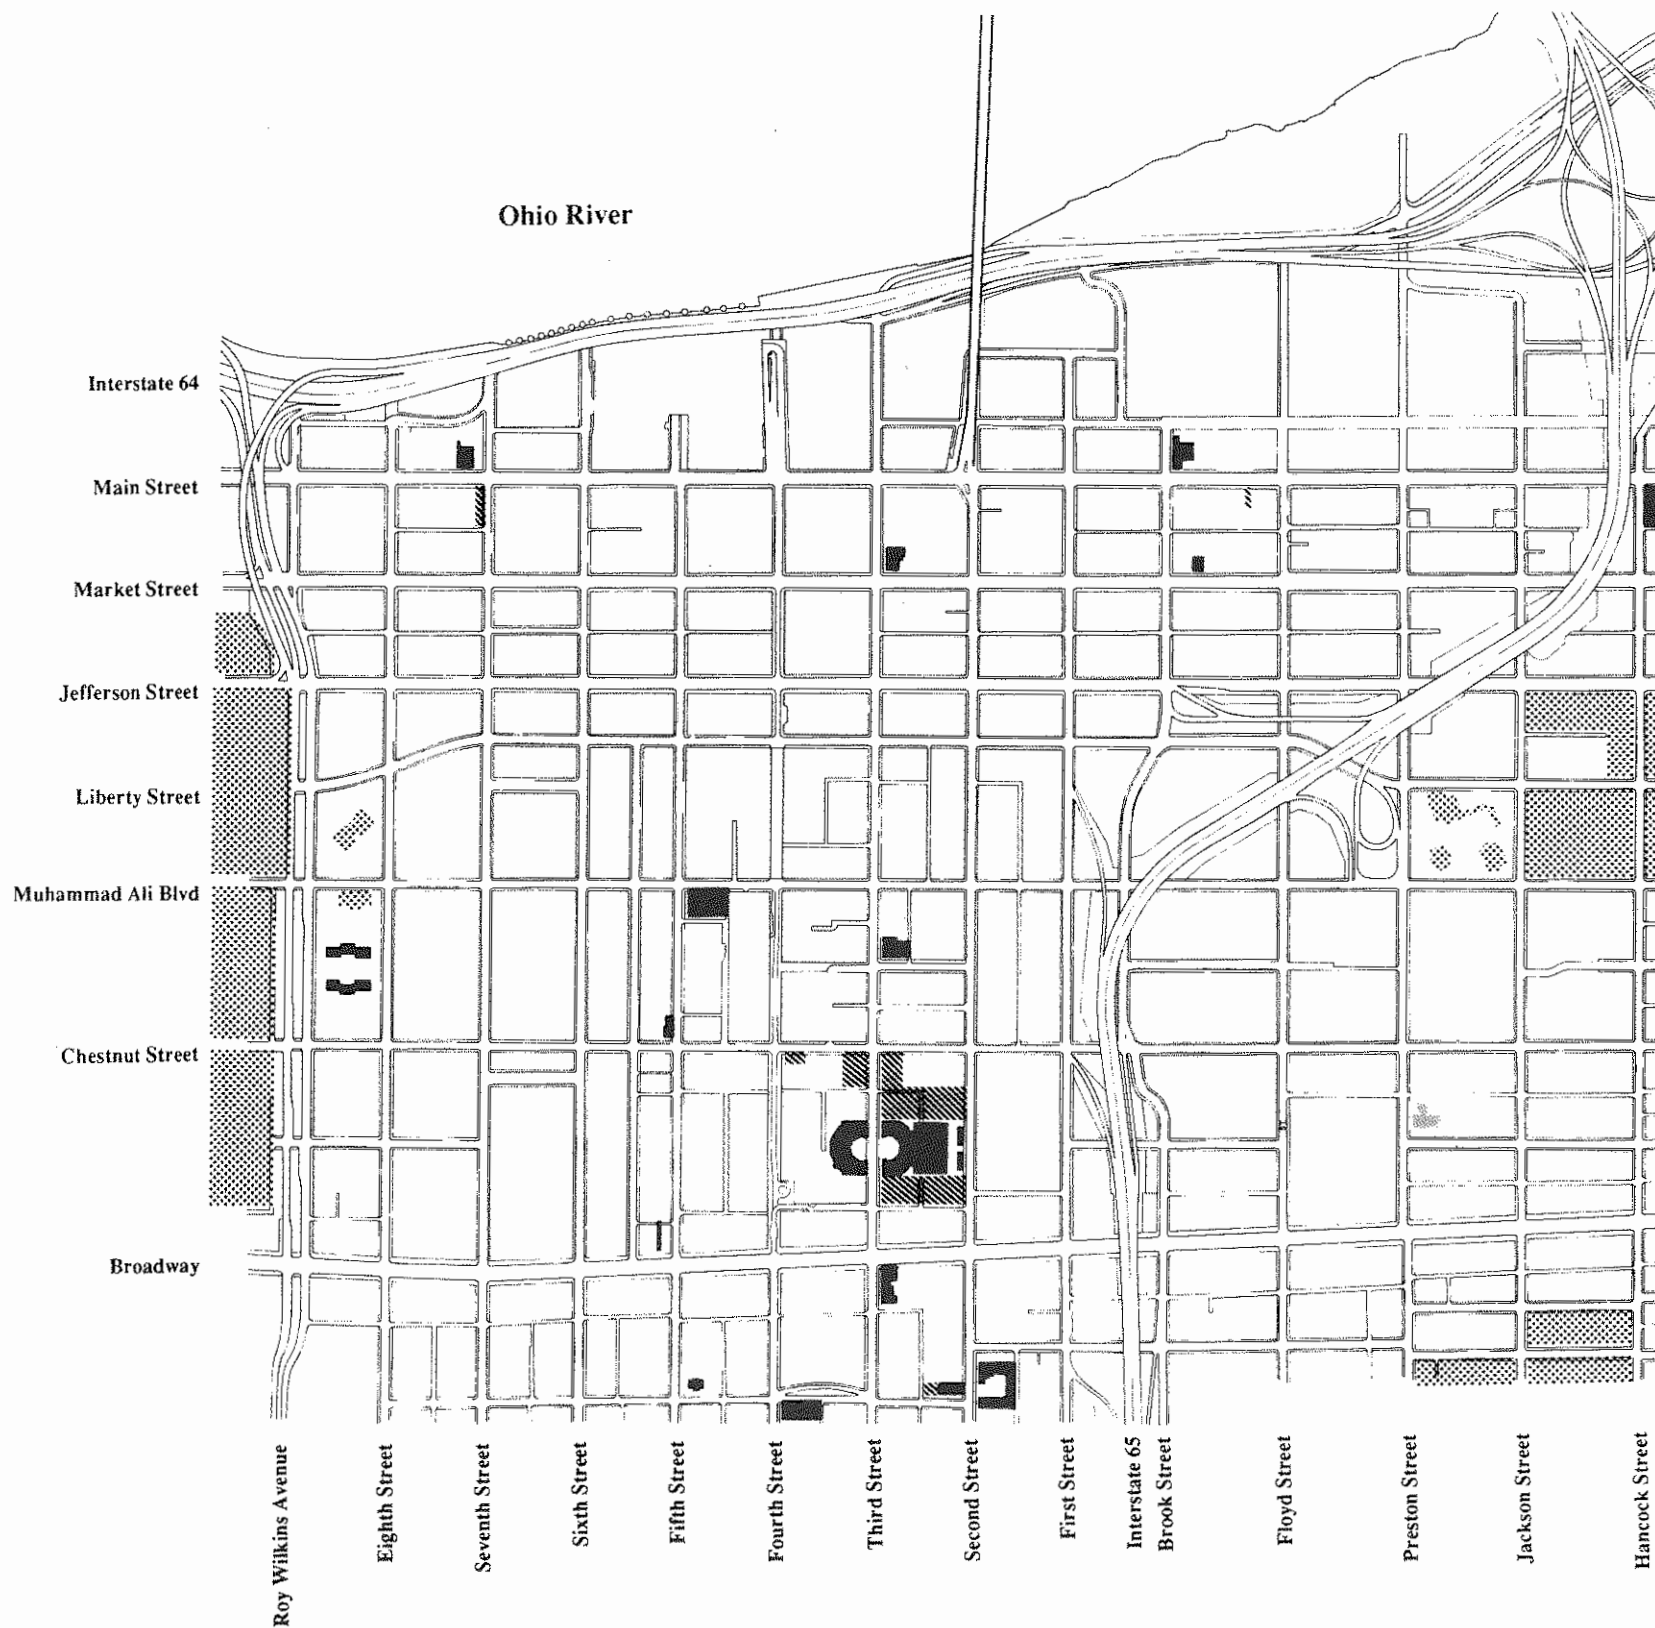 Ohio River
Interstate 64
Main Street
Market Street
Jefferson Street
Liberty Street
Muhammad Ali Blvd
Chestnut Street
Broadway
Roy Wilkins Avenue
Eighth Street
Seventh Street
Sixth Street
Fifth Street
Fourth Street
Third Street
Second Street
First Street
Interstate 65
Brook Street
Floyd Street
Preston Street
Jackson Street
Hancock Street